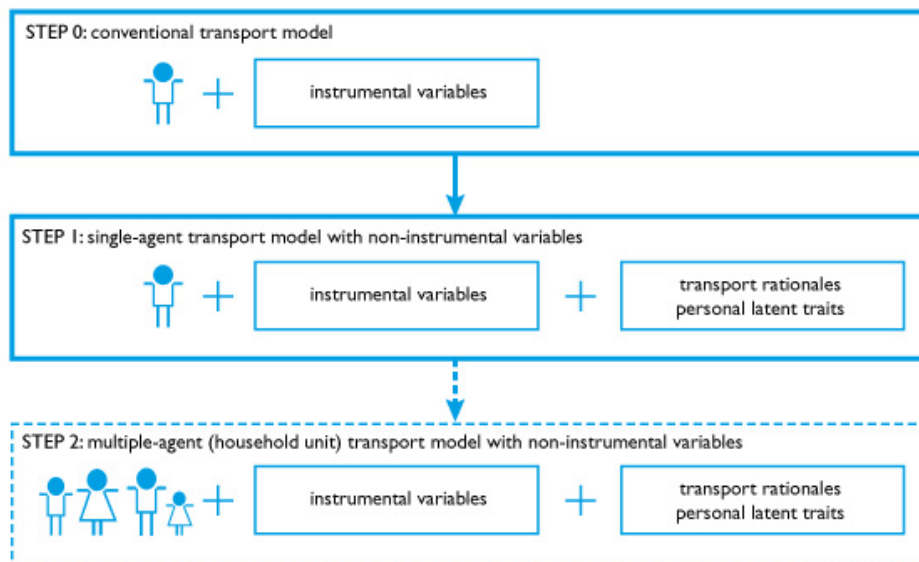 STEP 0: conventional transport model
instrumental variables
STEP 1: single-agent transport model with non-instrumental variables
instrumental variables
transport rationales
personal latent traits
STEP 2: multiple-agent (household unit) transport model with non-instrumental variables
instrumental variables
transport rationales
personal latent traits